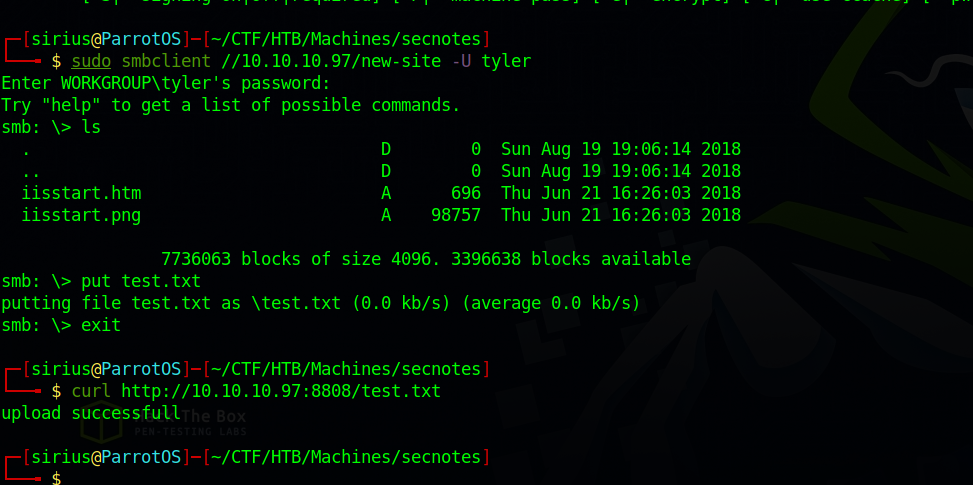 ┌─[sirius@ParrotOS]─[~/CTF/HTB/Machines/secnotes]
└──╼ $ sudo smbclient //10.10.10.97/new-site -U tyler
Enter WORKGROUP\tyler's password:
Try "help" to get a list of possible commands.
smb: \> ls
. D 0 Sun Aug 19 19:06:14 2018
.. D 0 Sun Aug 19 19:06:14 2018
iisstart.htm A 696 Thu Jun 21 16:26:03 2018
iisstart.png A 98757 Thu Jun 21 16:26:03 2018
7736063 blocks of size 4096. 3396638 blocks available
smb: \> put test.txt
putting file test.txt as \test.txt (0.0 kb/s) (average 0.0 kb/s)
smb: \> exit
┌─[sirius@ParrotOS]─[~/CTF/HTB/Machines/secnotes]
└──╼ $ curl http://10.10.10.97:8808/test.txt
upload successfull
The Box
PEN-TESTING LABS
┌─[sirius@ParrotOS]─[~/CTF/HTB/Machines/secnotes]
└──╼ $